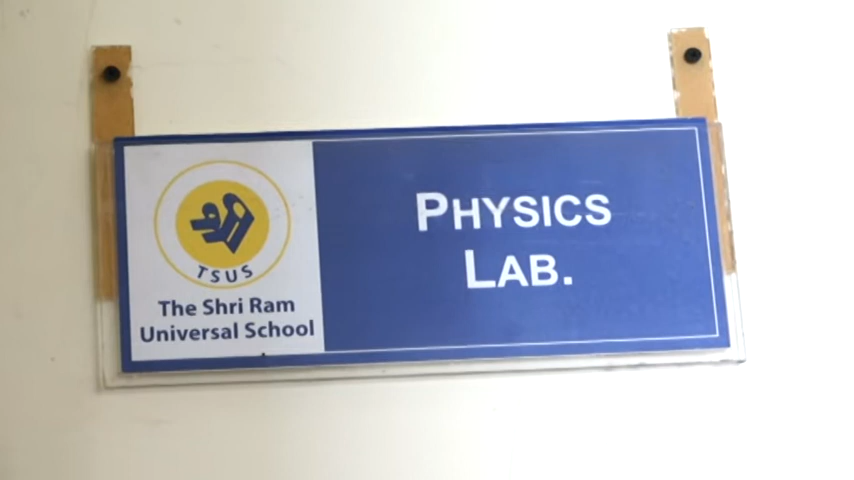 TSUS
The Shri Ram
Universal School
PHYSICS
LAB.